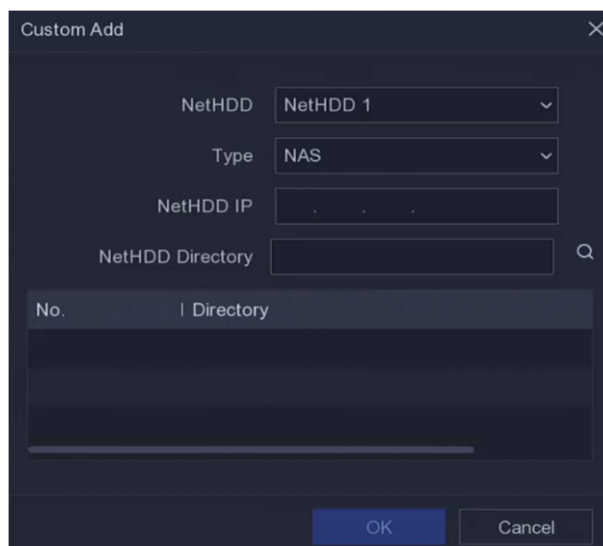 Custom Add
NetHDD NetHDD 1
Type NAS
NetHDD IP . . .
NetHDD Directory
No. Directory
OK Cancel